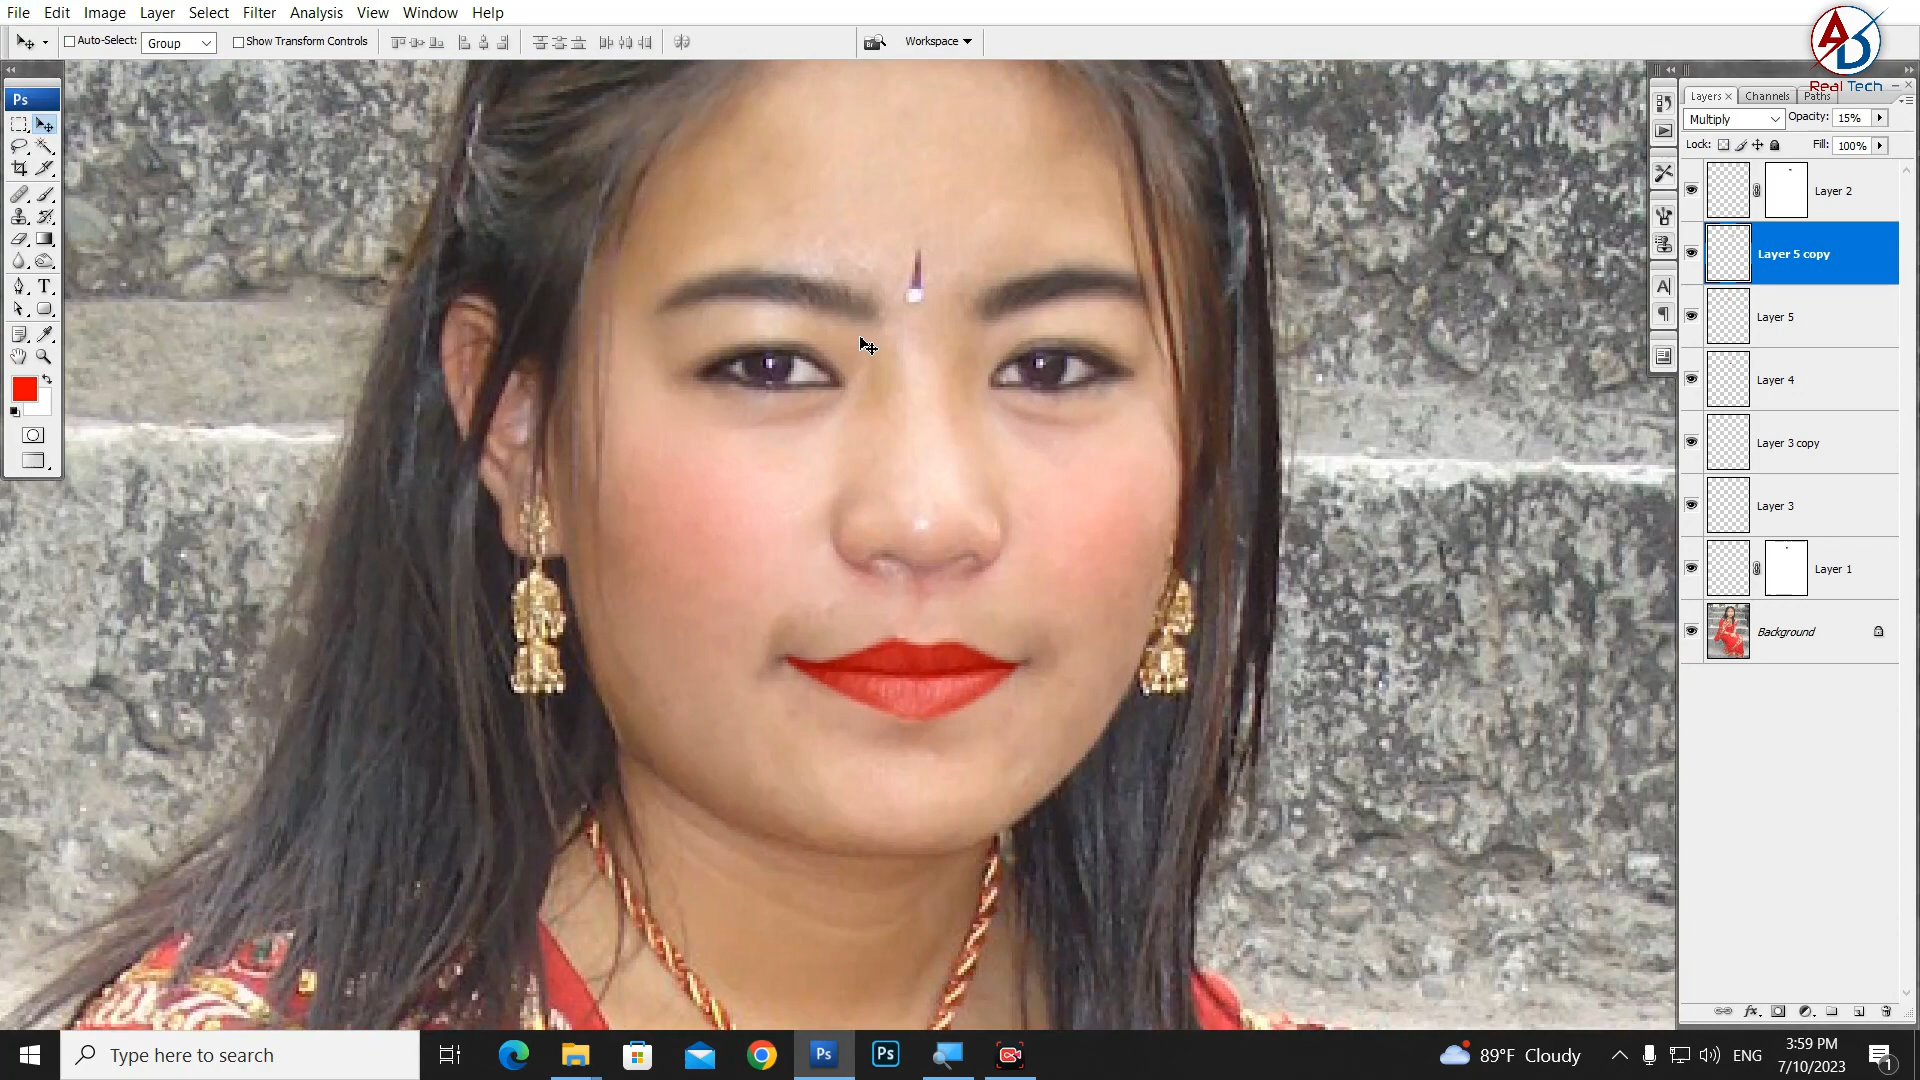 File Edit Image Layer Select Filter Analysis View Window Help
Auto-Select: Group Show Transform Controls Workspace
Real Tech
Ps
Layers Channels Paths
Multiply Opacity: 15%
Lock: Fill: 100%
Layer 2
Layer 5 copy
Layer 5
Layer 4
Layer 3 copy
Layer 3
Layer 1
Background
Type here to search
Ps
Ps
89°F Cloudy
ENG
3:59 PM
7/10/2023
1